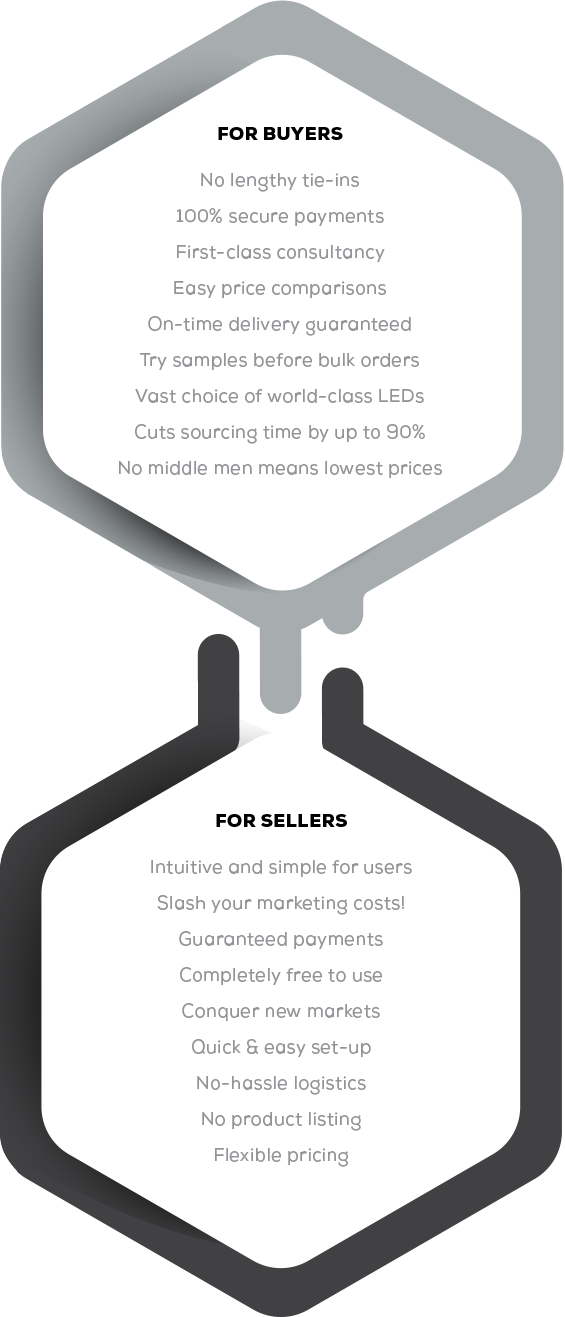 FOR BUYERS
No lengthy tie-ins
100% secure payments
First-class consultancy
Easy price comparisons
On-time delivery guaranteed
Try samples before bulk orders
Vast choice of world-class LEDs
Cuts sourcing time by up to 90%
No middle men means lowest prices
FOR SELLERS
Intuitive and simple for users
Slash your marketing costs!
Guaranteed payments
Completely free to use
Conquer new markets
Quick & easy set-up
No-hassle logistics
No product listing
Flexible pricing